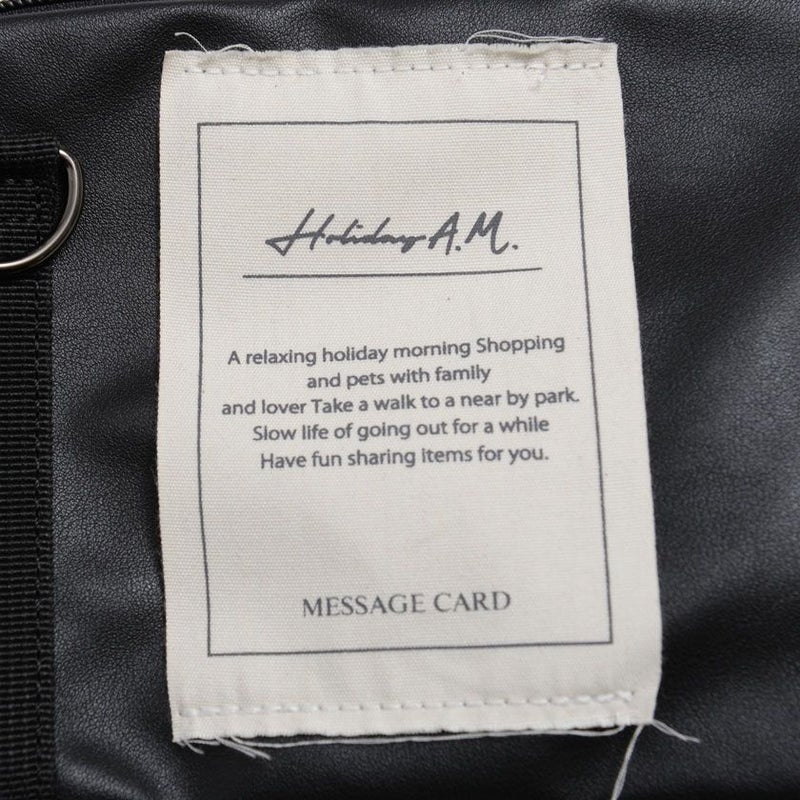 Holiday A.M.
A relaxing holiday morning Shopping
and pets with family
and lover Take a walk to a near by park.
Slow life of going out for a while
Have fun sharing items for you.
MESSAGE CARD